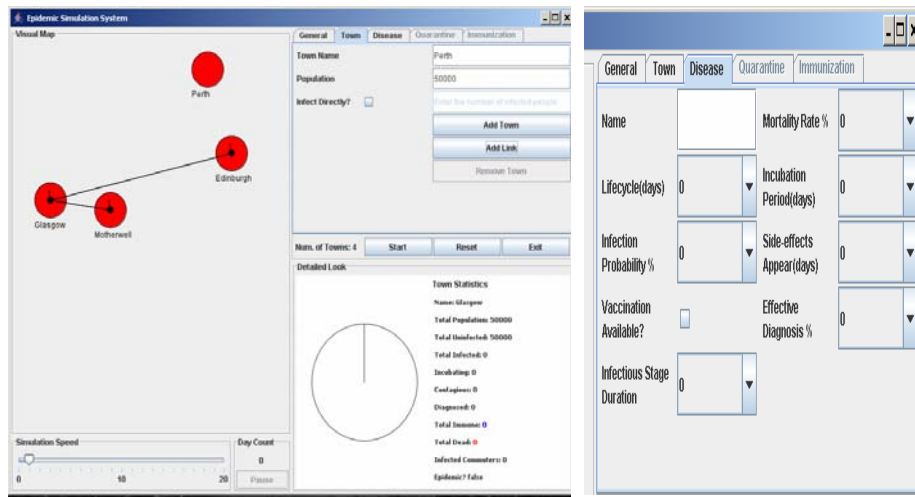 Epidemic Simulation System
Visual Map
Perth
Edinburgh
Glasgow
Motherwell
Simulation Speed
0 10 20
Day Count
0
Pause
General Town Disease Quarantine Immunization
Town Name Perth
Population 50000
Infect Directly? Enter the number of infected people
Add Town
Add Link
Remove Town
Num. of Towns: 4 Start Reset Exit
Detailed Look
Town Statistics
Name: Glasgow
Total Population: 50000
Total Uninfected: 50000
Total Infected: 0
Incubating: 0
Contagious: 0
Diagnosed: 0
Total Immune: 0
Total Dead: 0
Infected Commuters: 0
Epidemic? false
General Town Disease Quarantine Immunization
Name Mortality Rate % 0
Lifecycle(days) 0 Incubation
Period(days) 0
Infection
Probability % 0 Side-effects
Appear(days) 0
Vaccination
Available? Effective
Diagnosis % 0
Infectious Stage
Duration 0